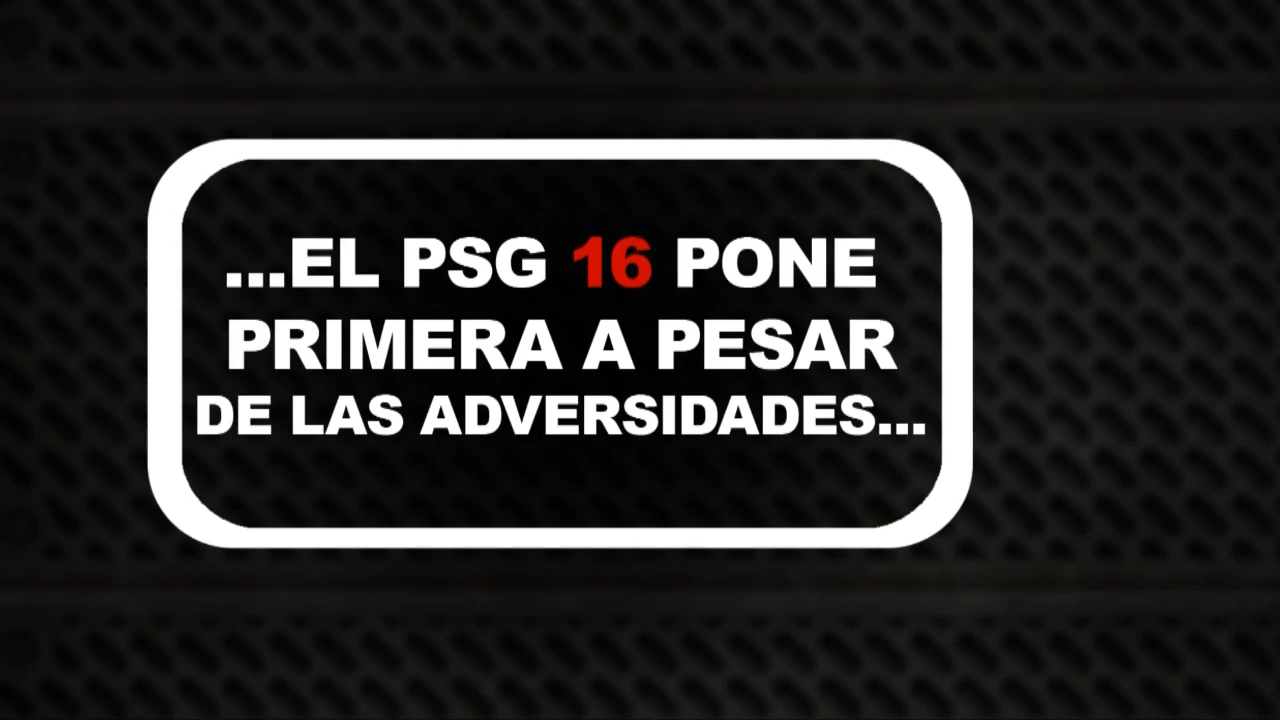 ...EL PSG 16 PONE
PRIMERA A PESAR
DE LAS ADVERSIDADES...